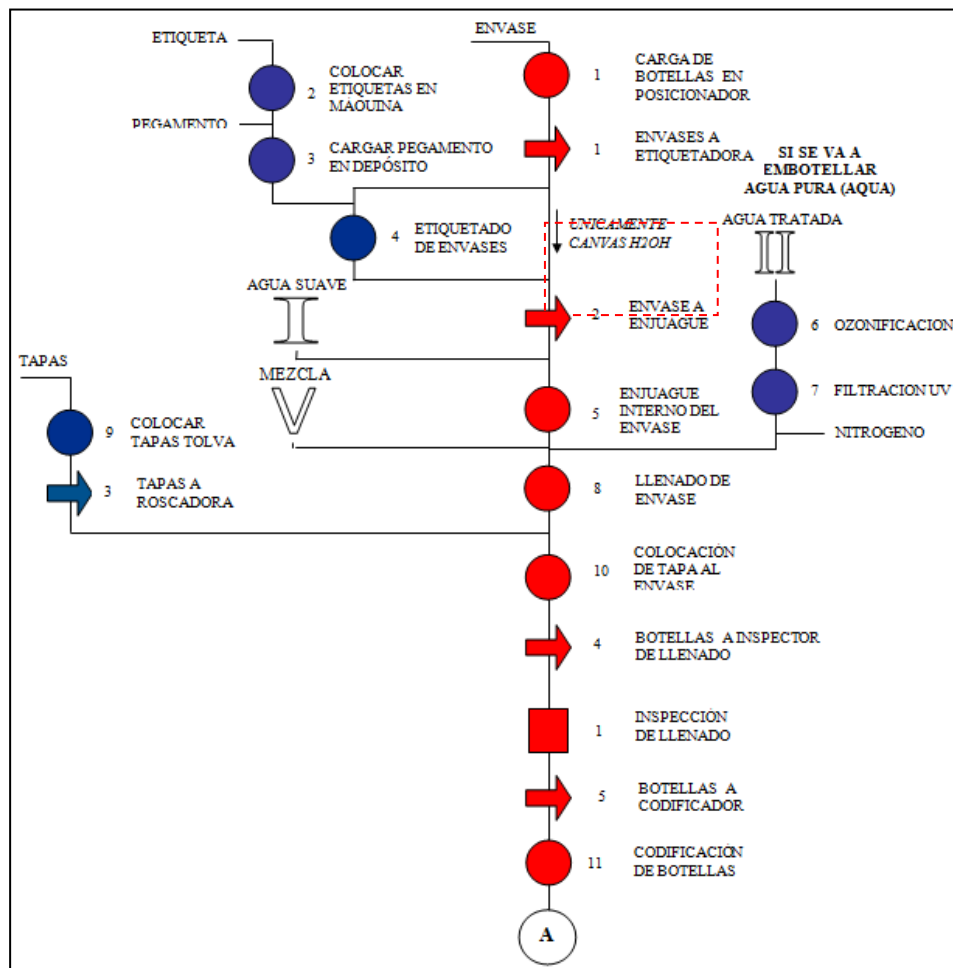 ETIQUETA
ENVASE
2
COLOCAR
ETIQUETAS EN
MAQUINA
1
CARGA DE
BOTELLAS EN
POSICIONADOR
PEGAMENTO
3
CARGAR PEGAMENTO
EN DEPÓSITO
1
ENVASES A
ETIQUETADORA
SI SE VA A
EMBOTELLAR
AGUA PURA (AQUA)
4
ETIQUETADO
DE ENVASES
UNICAMENTE
CANVAS H2OH
AGUA TRATADA
II
AGUA SUAVE
I
2
ENVASE A
ENJUAGUE
6
OZONIFICACION
TAPAS
MEZCLA
V
9
COLOCAR
TAPAS TOLVA
5
ENJUAGUE
INTERNO DEL
ENVASE
7
FILTRACION UV
NITROGENO
3
TAPAS A
ROSCADORA
8
LLENADO DE
ENVASE
10
COLOCACIÓN
DE TAPA AL
ENVASE
4
BOTELLAS A INSPECTOR
DE LLENADO
1
INSPECCIÓN
DE LLENADO
5
BOTELLAS A
CODIFICADOR
11
CODIFICACIÓN
DE BOTELLAS
A